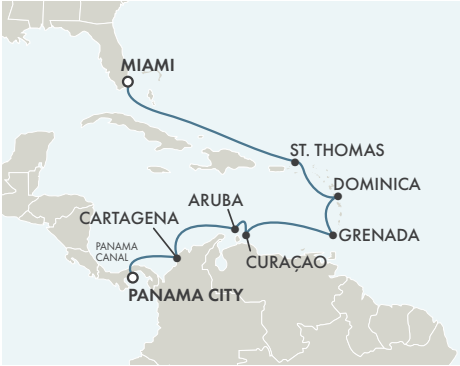 MIAMI
ST. THOMAS
DOMINICA
ARUBA
CARTAGENA
GRENADA
PANAMA
CANAL
CURAÇAO
PANAMA CITY